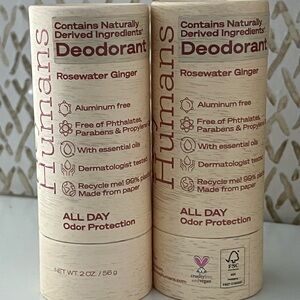 Humans
Contains Naturally
Derived Ingredients*
Deodorant
Rosewater Ginger
Aluminum free
Free of Phthalates,
Parabens & Propylene
With essential oils
Dermatologist tested
Recycle me! 99% plastic
Made from paper
ALL DAY
Odor Protection
NET WT. 2 OZ. / 56 g
Humans
Contains Naturally
Derived Ingredients*
Deodorant
Rosewater Ginger
Aluminum free
Free of Phthalates,
Parabens & Propylene
With essential oils
Dermatologist tested
Recycle me! 99% plastic
Made from paper
ALL DAY
Odor Protection
FSC